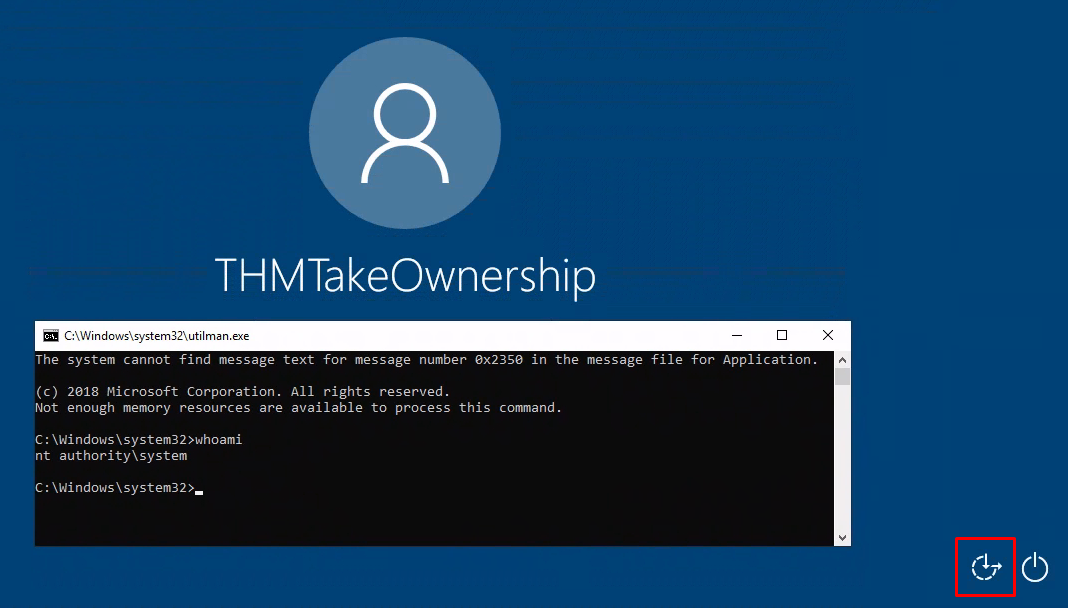 THMTakeOwnership
C:\Windows\system32\utilman.exe
The system cannot find message text for message number 0x2350 in the message file for Application.
(c) 2018 Microsoft Corporation. All rights reserved.
Not enough memory resources are available to process this command.
C:\Windows\system32>whoami
nt authority\system
C:\Windows\system32>